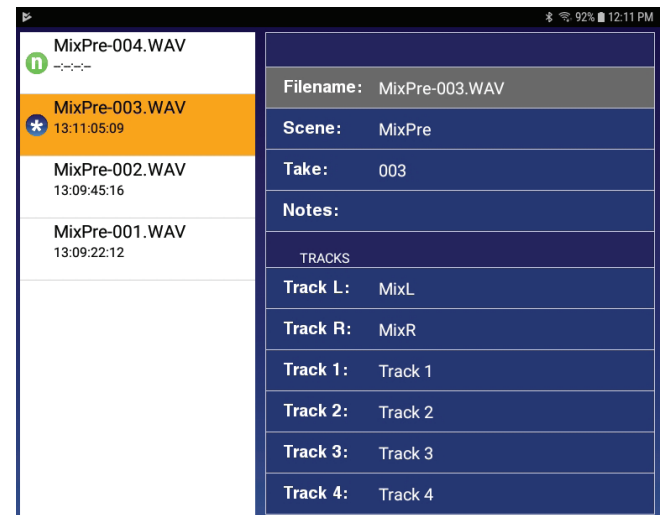 92% 12:11 PM
MixPre-004.WAV
n
--:--:--:--
MixPre-003.WAV
*
13:11:05:09
MixPre-002.WAV
13:09:45:16
MixPre-001.WAV
13:09:22:12
Filename: MixPre-003.WAV
Scene: MixPre
Take: 003
Notes:
TRACKS
Track L: MixL
Track R: MixR
Track 1: Track 1
Track 2: Track 2
Track 3: Track 3
Track 4: Track 4